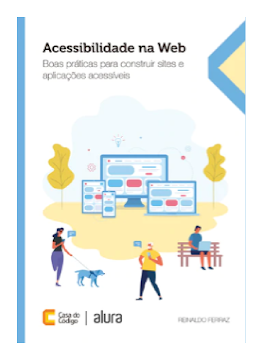 Acessibilidade na Web
Boas práticas para construir sites e
aplicações acessíveis
Casa do
Código
alura
REINALDO FERRAZ